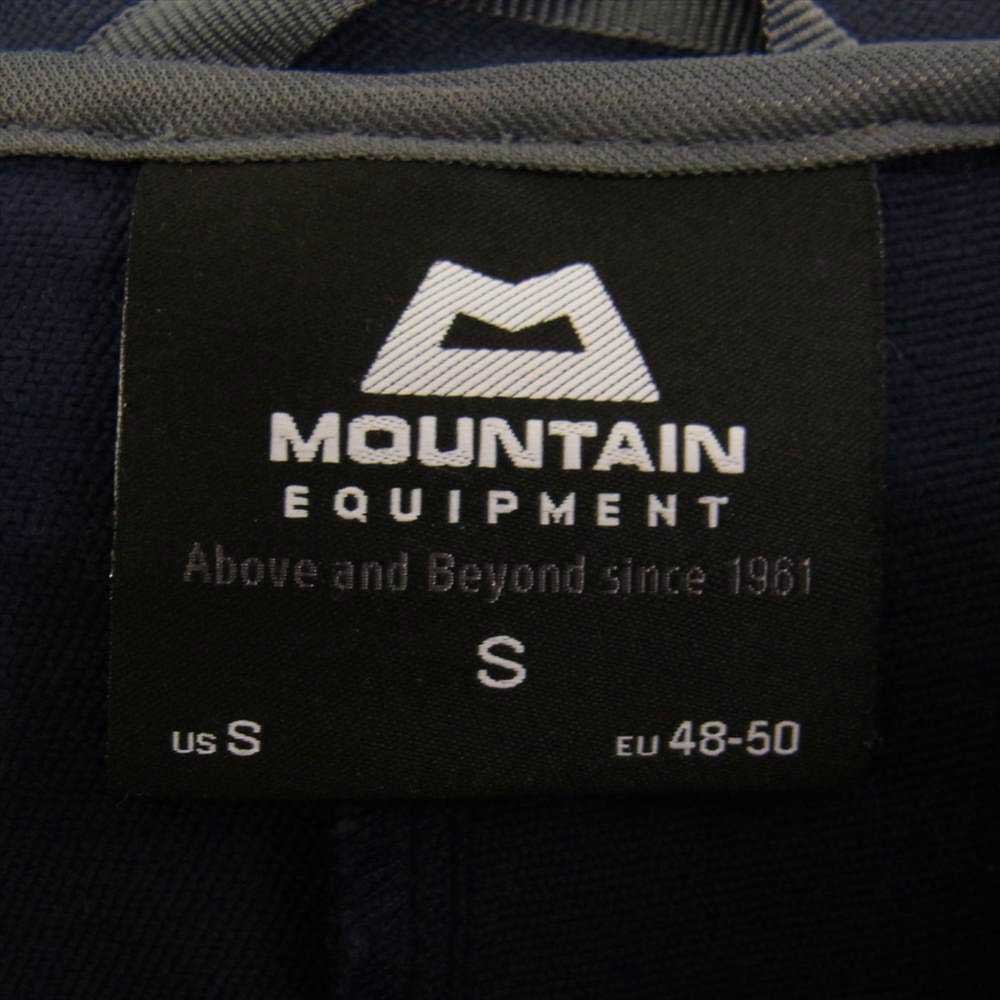 MOUNTAIN
EQUIPMENT
Above and Beyond since 1961
S
US S EU 48-50